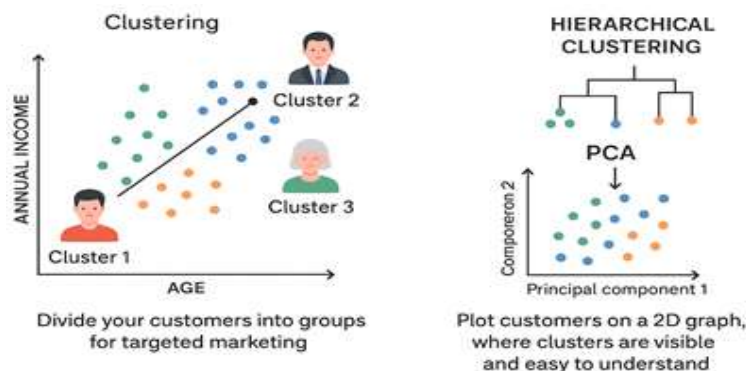 Clustering
ANNUAL INCOME
Cluster 2
Cluster 3
Cluster 1
AGE
Divide your customers into groups
for targeted marketing
HIERARCHICAL
CLUSTERING
PCA
Componeron 2
Principal component 1
Plot customers on a 2D graph,
where clusters are visible
and easy to understand